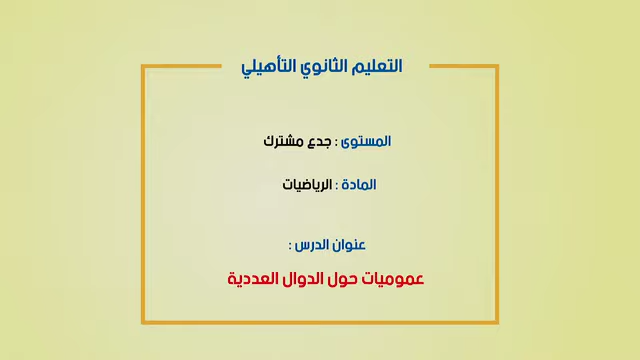 التعليم الثانوي التأهيلي
المستوى : جدع مشترك
المادة : الرياضيات
عنوان الدرس :
عموميات حول الدوال العددية